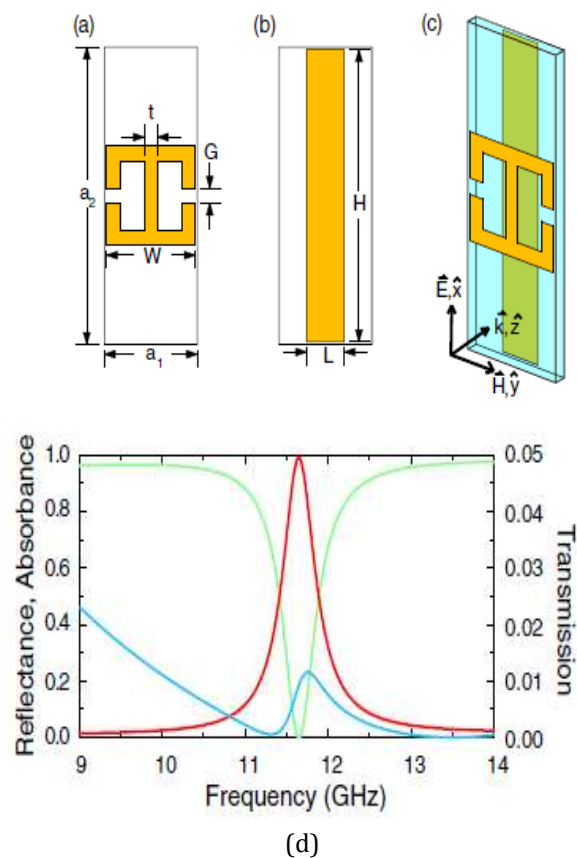 (a)
(b)
(c)
t
G
a2
W
a1
H
L
E⃗,x̂
k⃗,ẑ
H⃗,ŷ
Reflectance, Absorbance
1.0
0.8
0.6
0.4
0.2
0.0
0.05
0.04
0.03
0.02
0.01
0.00
Transmission
9 10 11 12 13 14
Frequency (GHz)
(d)